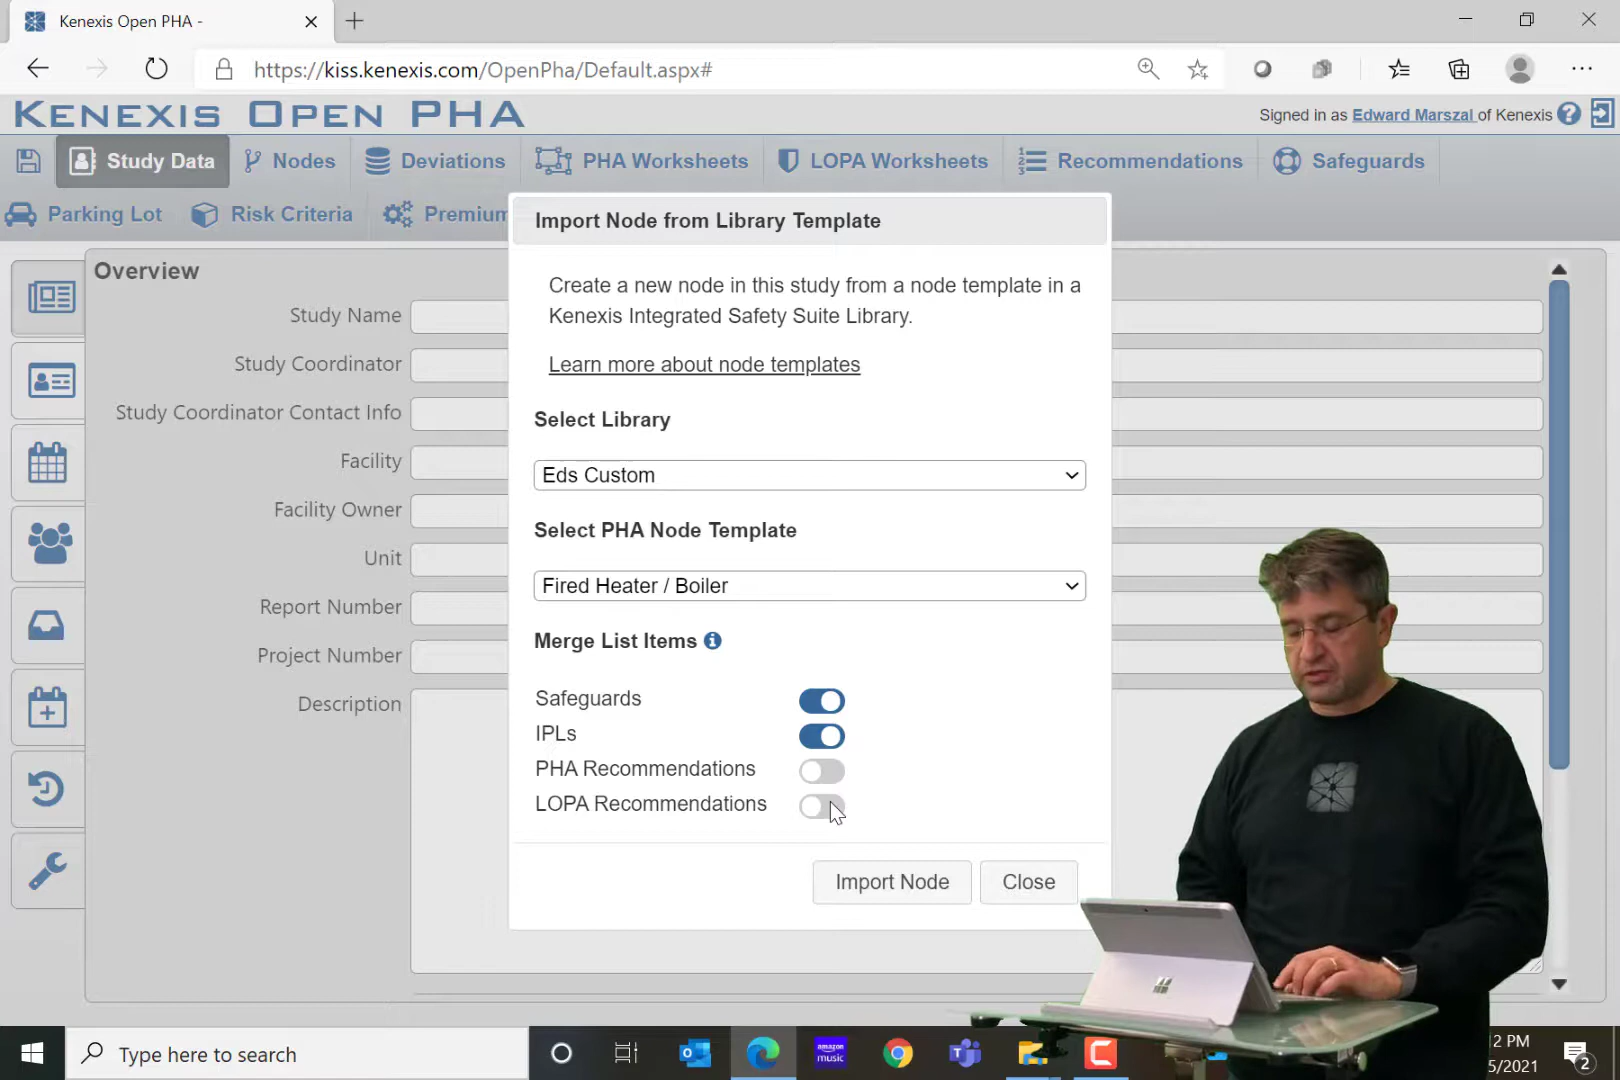 Kenexis Open PHA -
https://kiss.kenexis.com/OpenPha/Default.aspx#
KENEXIS OPEN PHA
Signed in as Edward Marszal of Kenexis
Study Data
Nodes
Deviations
PHA Worksheets
LOPA Worksheets
Recommendations
Safeguards
Parking Lot
Risk Criteria
Premium
Import Node from Library Template
Create a new node in this study from a node template in a
Kenexis Integrated Safety Suite Library.
Learn more about node templates
Select Library
Eds Custom
Select PHA Node Template
Fired Heater / Boiler
Merge List Items
Safeguards
IPLs
PHA Recommendations
LOPA Recommendations
Import Node
Close
Overview
Study Name
Study Coordinator
Study Coordinator Contact Info
Facility
Facility Owner
Unit
Report Number
Project Number
Description
Type here to search
amazon
music
2 PM
5/2021
2